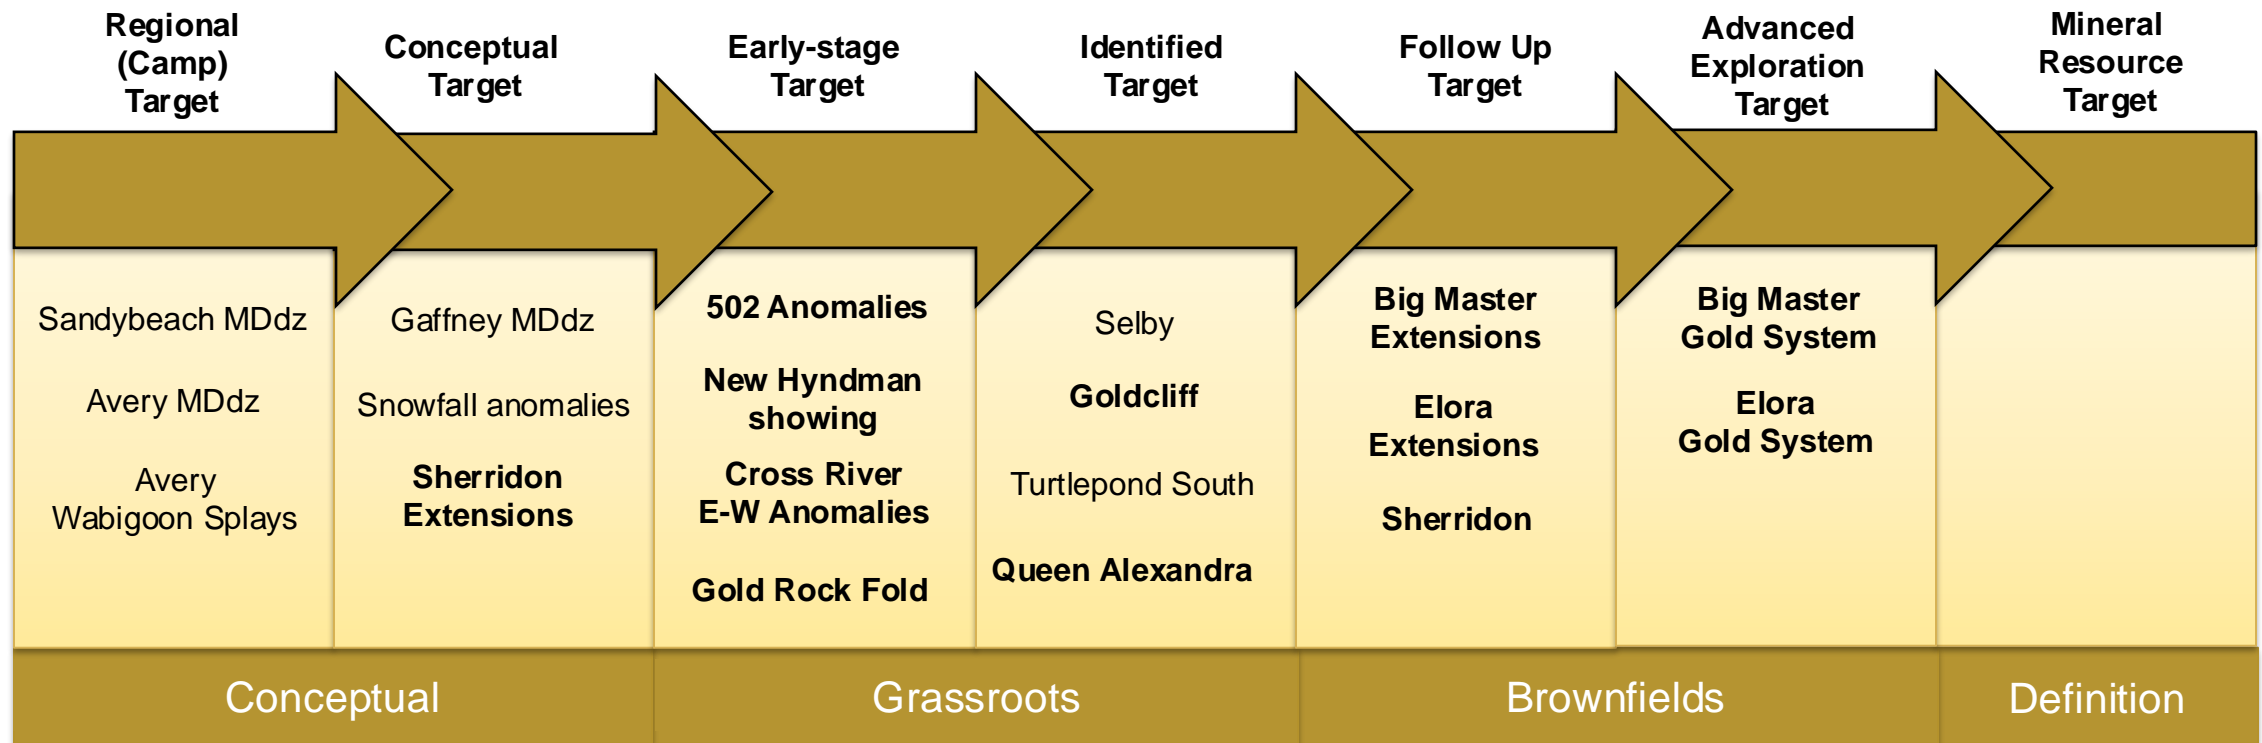 Regional
(Camp)
Target
Conceptual
Target
Early-stage
Target
Identified
Target
Follow Up
Target
Advanced
Exploration
Target
Mineral
Resource
Target
Sandybeach MDdz
Avery MDdz
Avery
Wabigoon Splays
Gaffney MDdz
Snowfall anomalies
Sherridon
Extensions
502 Anomalies
New Hyndman
showing
Cross River
E-W Anomalies
Gold Rock Fold
Selby
Goldcliff
Turtlepond South
Queen Alexandra
Big Master
Extensions
Elora
Extensions
Sherridon
Big Master
Gold System
Elora
Gold System
Conceptual
Grassroots
Brownfields
Definition